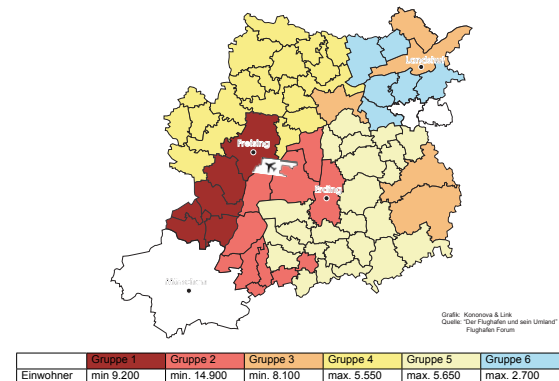 Landshut
Freising
Erding
München
Grafik: Kononova & Link
Quelle: "Der Flughafen und sein Umland"
Flughafen Forum
Gruppe 1 Gruppe 2 Gruppe 3 Gruppe 4 Gruppe 5 Gruppe 6
Einwohner min 9.200 min. 14.900 min. 8.100 max. 5.550 max. 5.650 max. 2.700